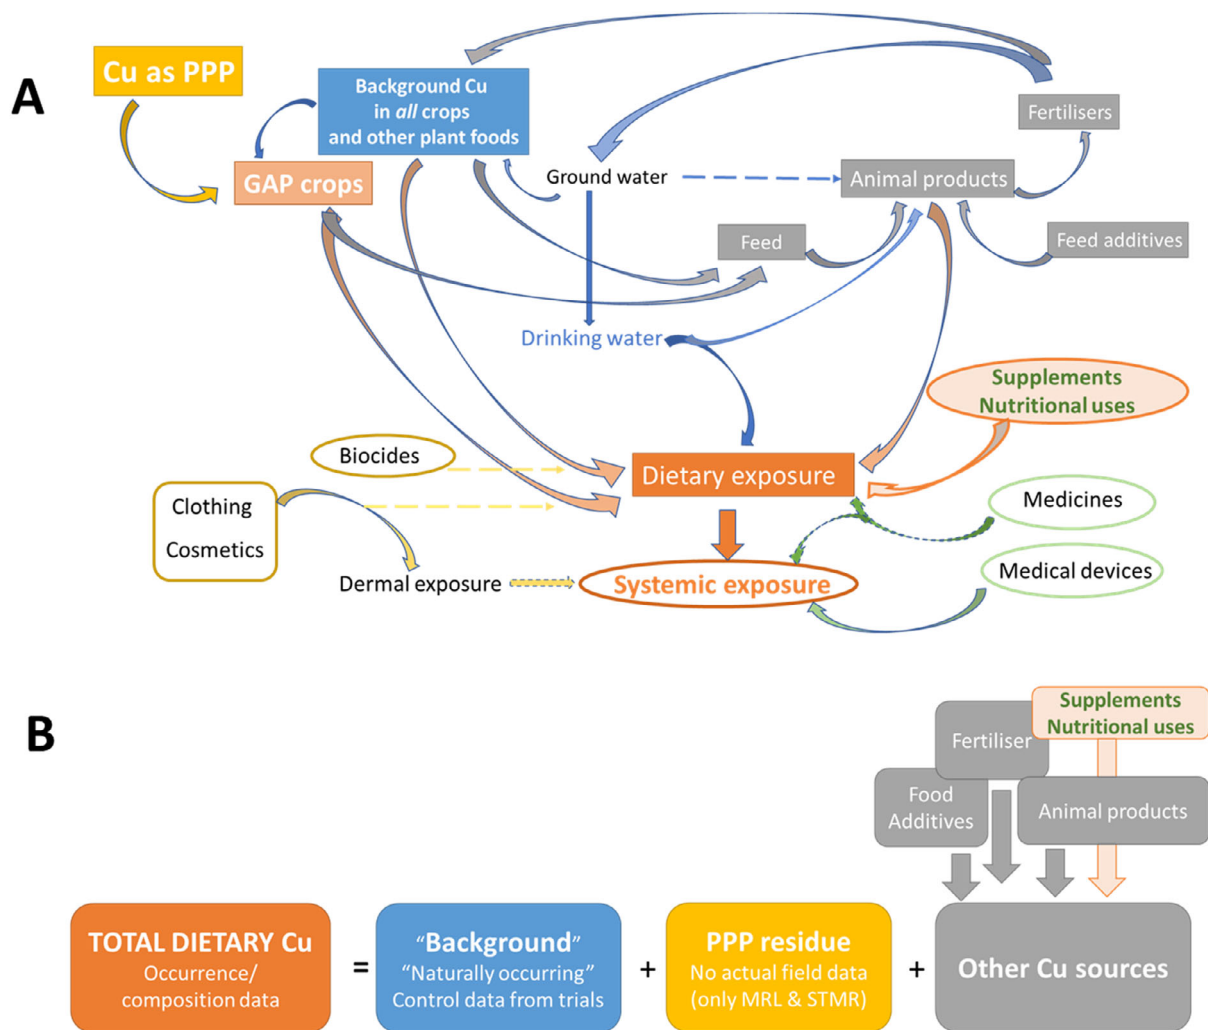 A
Cu as PPP
Background Cu
in all crops
and other plant foods
Fertilisers
GAP crops
Ground water
Animal products
Feed
Feed additives
Drinking water
Supplements
Nutritional uses
Biocides
Dietary exposure
Clothing
Cosmetics
Medicines
Dermal exposure
Systemic exposure
Medical devices
B
Supplements
Nutritional uses
Fertiliser
Food
Additives
Animal products
TOTAL DIETARY Cu
Occurrence/
composition data
=
“Background”
“Naturally occurring”
Control data from trials
+
PPP residue
No actual field data
(only MRL & STMR)
+
Other Cu sources